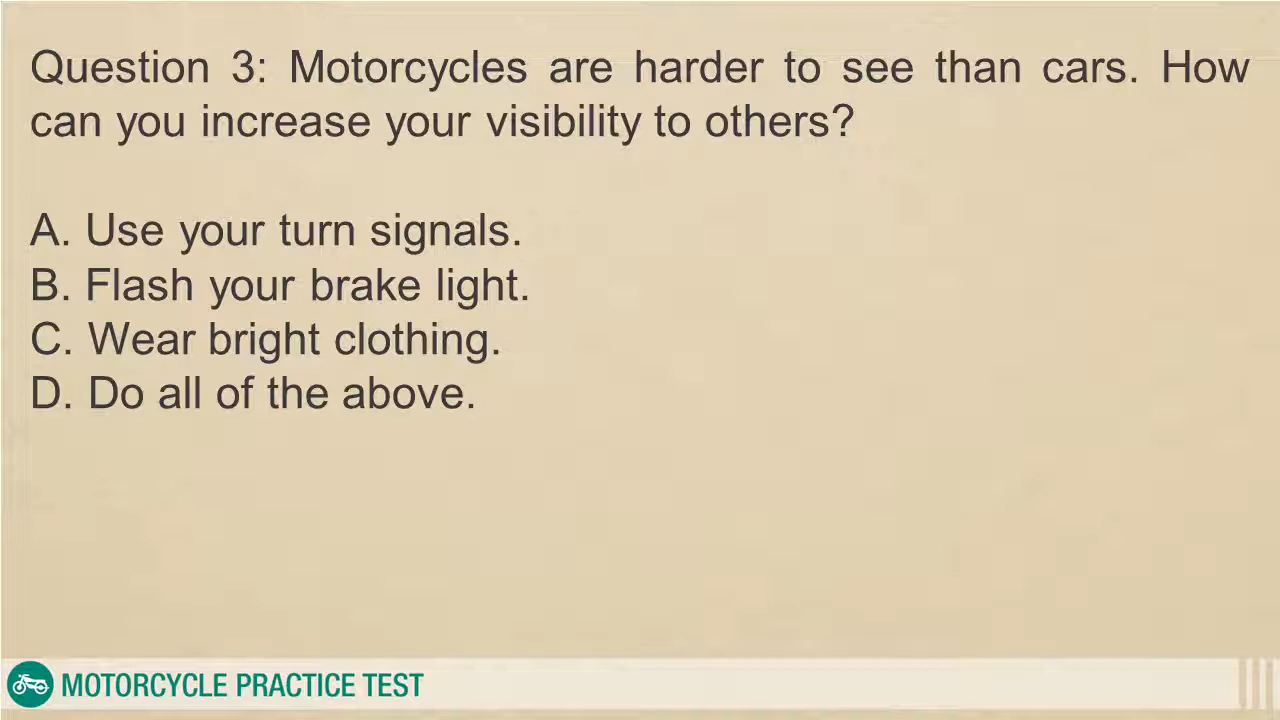 Question 3: Motorcycles are harder to see than cars. How
can you increase your visibility to others?
A. Use your turn signals.
B. Flash your brake light.
C. Wear bright clothing.
D. Do all of the above.
MOTORCYCLE PRACTICE TEST